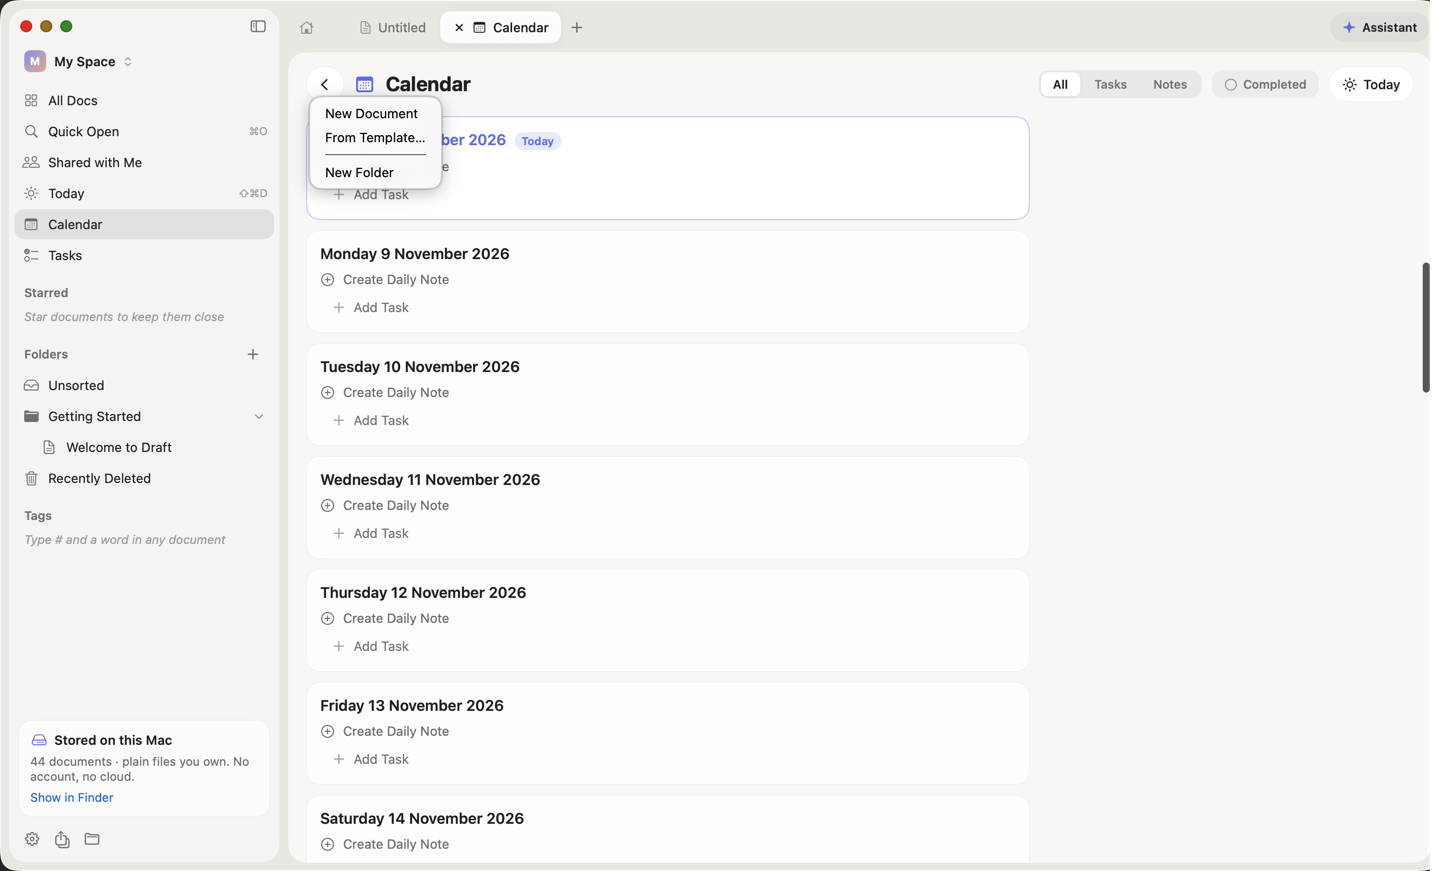 Untitled
Calendar
Assistant
M My Space
All Docs
Quick Open ⌘O
Shared with Me
Today ⇧⌘D
Calendar
Tasks
Starred
Star documents to keep them close
Folders
Unsorted
Getting Started
Welcome to Draft
Recently Deleted
Tags
Type # and a word in any document
Stored on this Mac
44 documents · plain files you own. No
account, no cloud.
Show in Finder
Calendar
All Tasks Notes Completed Today
New Document
From Template...
New Folder
2026 Today
Add Task
Monday 9 November 2026
Create Daily Note
Add Task
Tuesday 10 November 2026
Create Daily Note
Add Task
Wednesday 11 November 2026
Create Daily Note
Add Task
Thursday 12 November 2026
Create Daily Note
Add Task
Friday 13 November 2026
Create Daily Note
Add Task
Saturday 14 November 2026
Create Daily Note